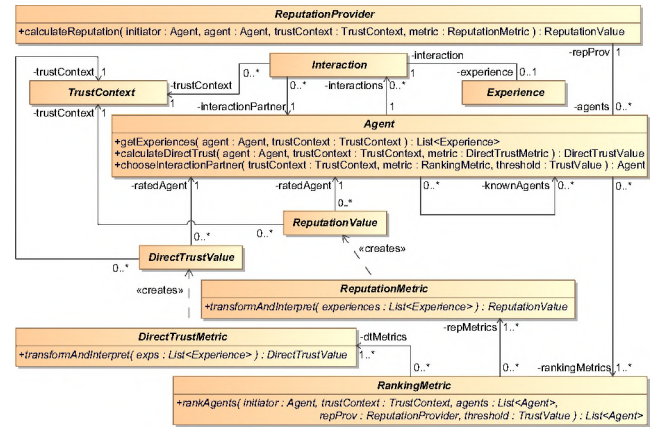 ReputationProvider
+calculateReputation( initiator : Agent, agent : Agent, trustContext : TrustContext, metric : ReputationMetric ) : ReputationValue
-trustContext 1
Interaction
-interaction
-repProv 1
TrustContext
-trustContext
0..*
1
-experience 0..1
0..* -interactions 0..*
Experience
-trustContext 1
1
-interactionPartner 1
1
-agents 0..*
Agent
+getExperiences( agent : Agent, trustContext : TrustContext ) : List<Experience>
+calculateDirectTrust( agent : Agent, trustContext : TrustContext, metric : DirectTrustMetric ) : DirectTrustValue
+chooseInteractionPartner( trustContext : TrustContext, metric : RankingMetric, threshold : TrustValue ) : Agent
-ratedAgent 1
-ratedAgent 1
0..* -knownAgents 0..*
0..*
0..*
ReputationValue
0..*
0..*
«creates»
DirectTrustValue
0..*
«creates»
ReputationMetric
+transformAndInterpret( experiences : List<Experience> ) : ReputationValue
-repMetrics 1..*
DirectTrustMetric
-dtMetrics
+transformAndInterpret( exps : List<Experience> ) : DirectTrustValue
1..*
0..*
0..*
-rankingMetrics 1..*
RankingMetric
+rankAgents( initiator : Agent, trustContext : TrustContext, agents : List<Agent>,
repProv : ReputationProvider, threshold : TrustValue ) : List<Agent>